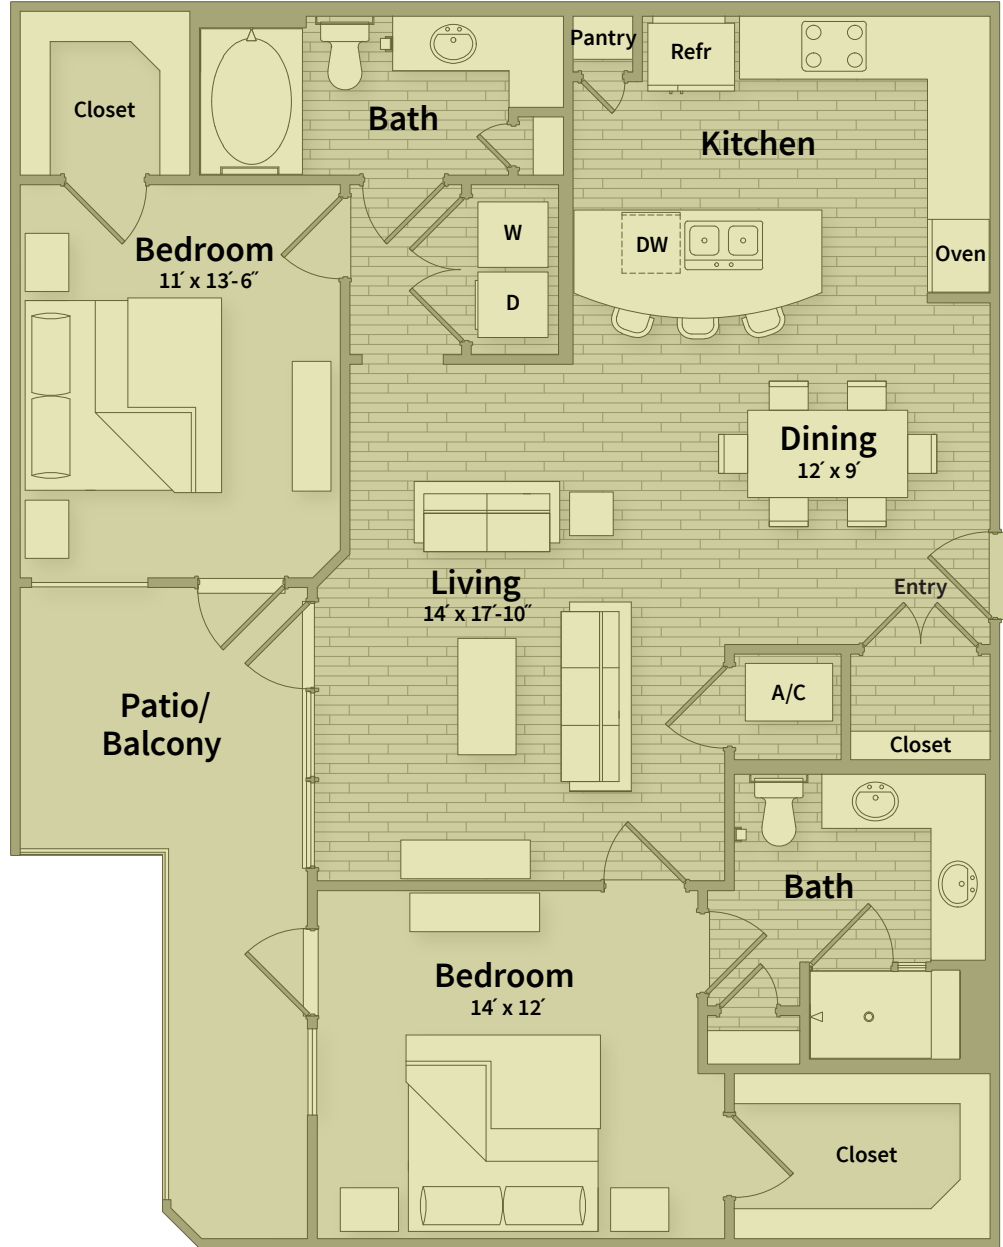 Pantry
Refr
Closet
Bath
Kitchen
W
DW
Bedroom
11´ x 13´-6˝
Oven
D
Dining
12´ x 9´
Living
14´ x 17´-10˝
Entry
A/C
Patio/
Balcony
Closet
Bath
Bedroom
14´ x 12´
Closet